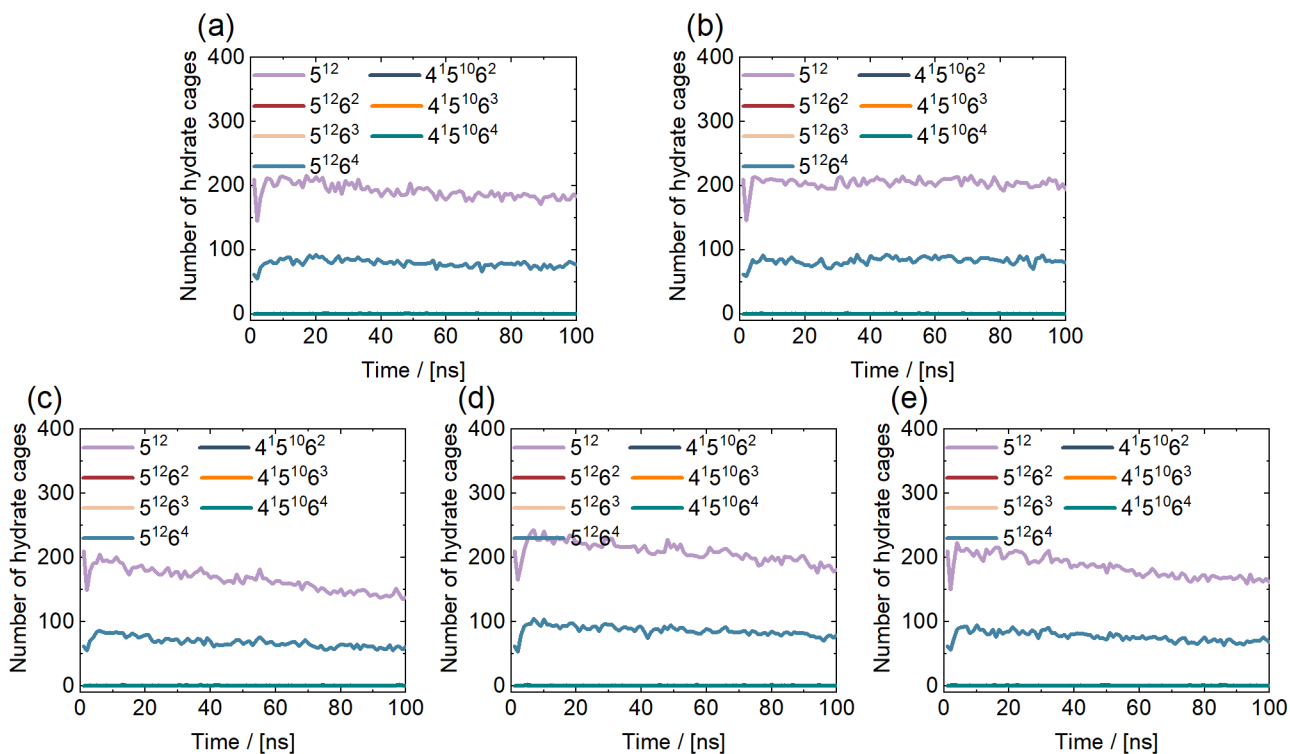 (a)
Number of hydrate cages
400
300
200
100
0
5¹² 4¹5¹⁰6²
5¹²6² 4¹5¹⁰6³
5¹²6³ 4¹5¹⁰6⁴
5¹²6⁴
0 20 40 60 80 100
Time / [ns]
(b)
Number of hydrate cages
400
300
200
100
0
5¹² 4¹5¹⁰6²
5¹²6² 4¹5¹⁰6³
5¹²6³ 4¹5¹⁰6⁴
5¹²6⁴
0 20 40 60 80 100
Time / [ns]
(c)
Number of hydrate cages
400
300
200
100
0
5¹² 4¹5¹⁰6²
5¹²6² 4¹5¹⁰6³
5¹²6³ 4¹5¹⁰6⁴
5¹²6⁴
0 20 40 60 80 100
Time / [ns]
(d)
Number of hydrate cages
400
300
200
100
0
5¹² 4¹5¹⁰6²
5¹²6² 4¹5¹⁰6³
5¹²6³ 4¹5¹⁰6⁴
5¹²6⁴
0 20 40 60 80 100
Time / [ns]
(e)
Number of hydrate cages
400
300
200
100
0
5¹² 4¹5¹⁰6²
5¹²6² 4¹5¹⁰6³
5¹²6³ 4¹5¹⁰6⁴
5¹²6⁴
0 20 40 60 80 100
Time / [ns]